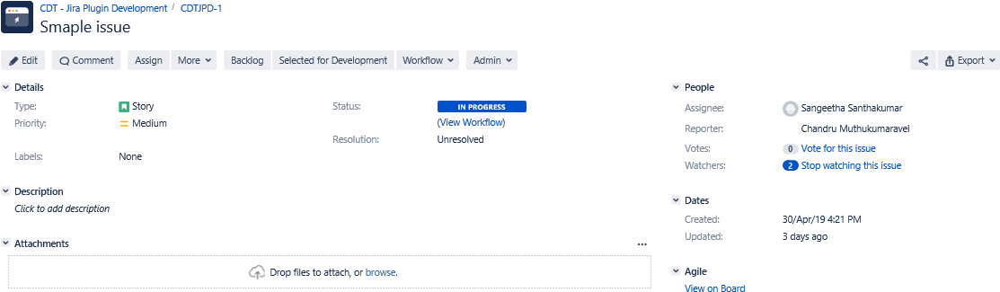 CDT - Jira Plugin Development / CDTJPD-1
Smaple issue
Edit Comment Assign More Backlog Selected for Development Workflow Admin Export
Details
Type: Story
Status: IN PROGRESS
Priority: Medium
(View Workflow)
Resolution: Unresolved
Labels: None
Description
Click to add description
Attachments
...
Drop files to attach, or browse.
People
Assignee: Sangeetha Santhakumar
Reporter: Chandru Muthukumaravel
Votes: 0 Vote for this issue
Watchers: 2 Stop watching this issue
Dates
Created: 30/Apr/19 4:21 PM
Updated: 3 days ago
Agile
View on Board